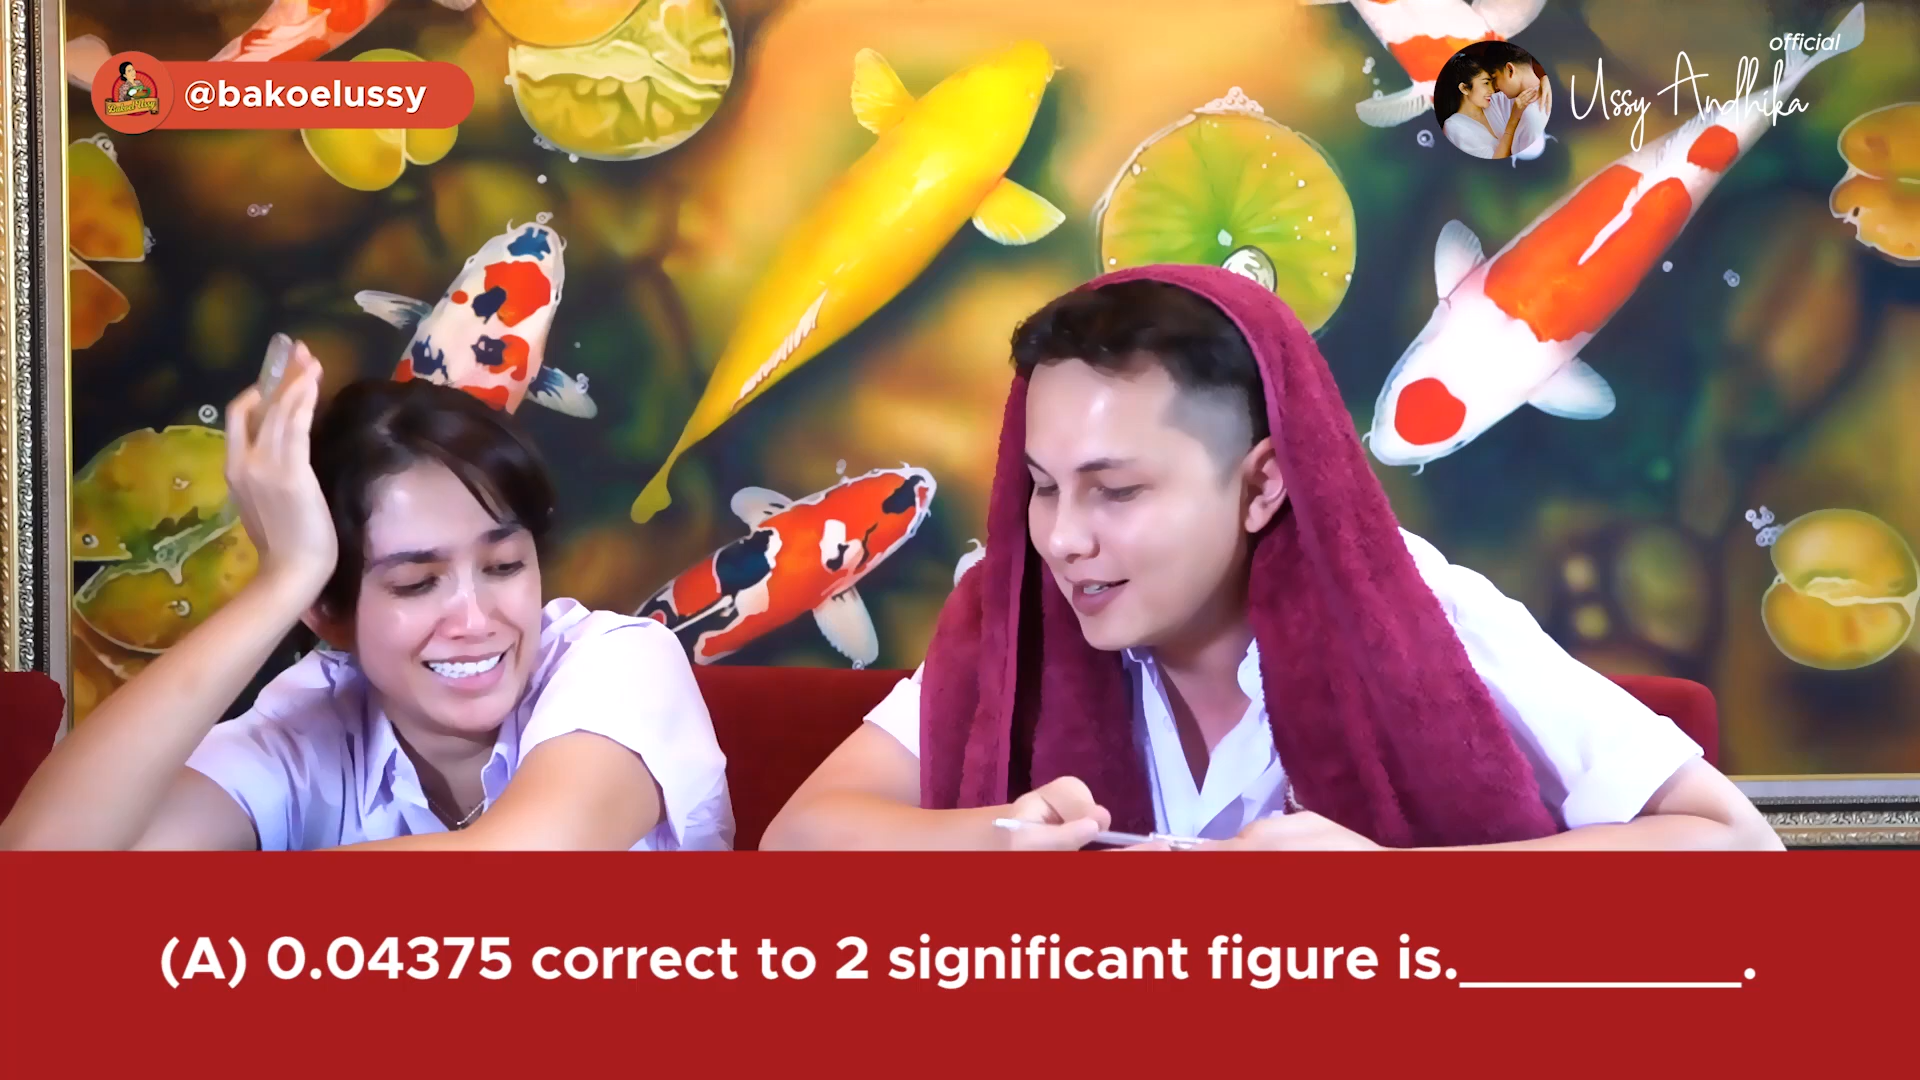 @bakoelussy
official
Ussy Andhika
(A) 0.04375 correct to 2 significant figure is.__________.